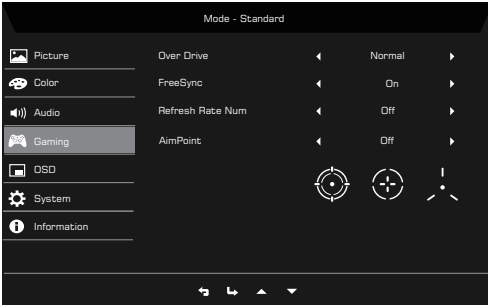 Mode - Standard
Picture
Over Drive Normal
Color
FreeSync On
Audio
Refresh Rate Num Off
Gaming
AimPoint Off
OSD
System
Information